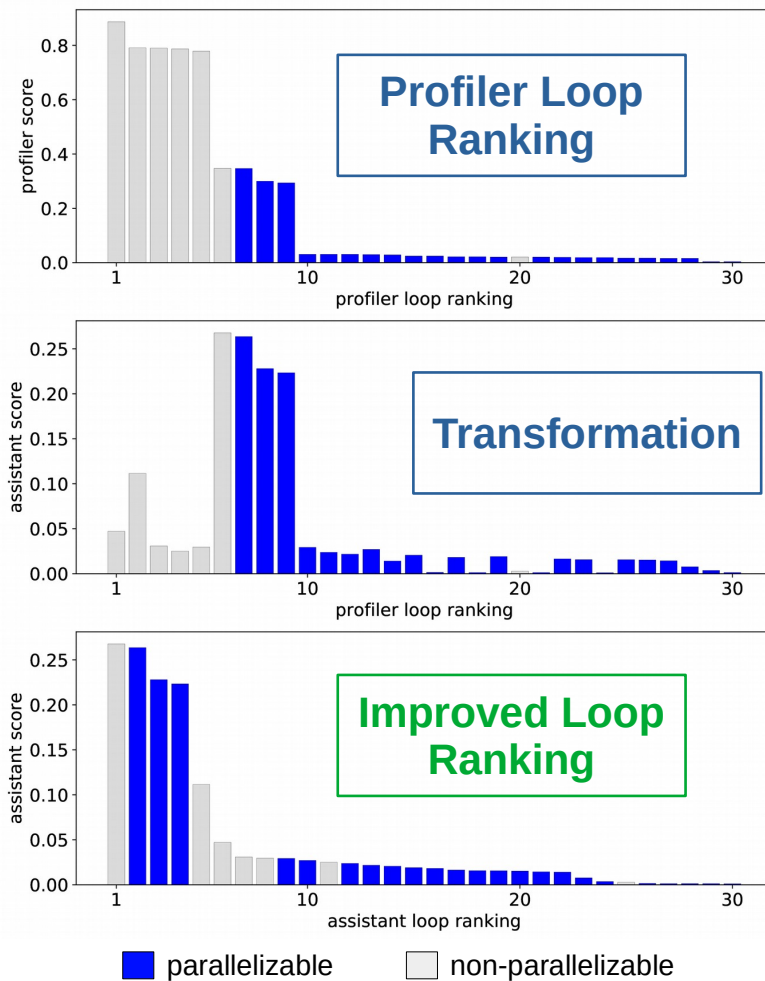 0.8
0.6
0.4
0.2
0.0
profiler score
Profiler Loop
Ranking
1 10 20 30
profiler loop ranking
0.25
0.20
0.15
0.10
0.05
0.00
assistant score
Transformation
1 10 20 30
profiler loop ranking
0.25
0.20
0.15
0.10
0.05
0.00
assistant score
Improved Loop
Ranking
1 10 20 30
assistant loop ranking
parallelizable non-parallelizable